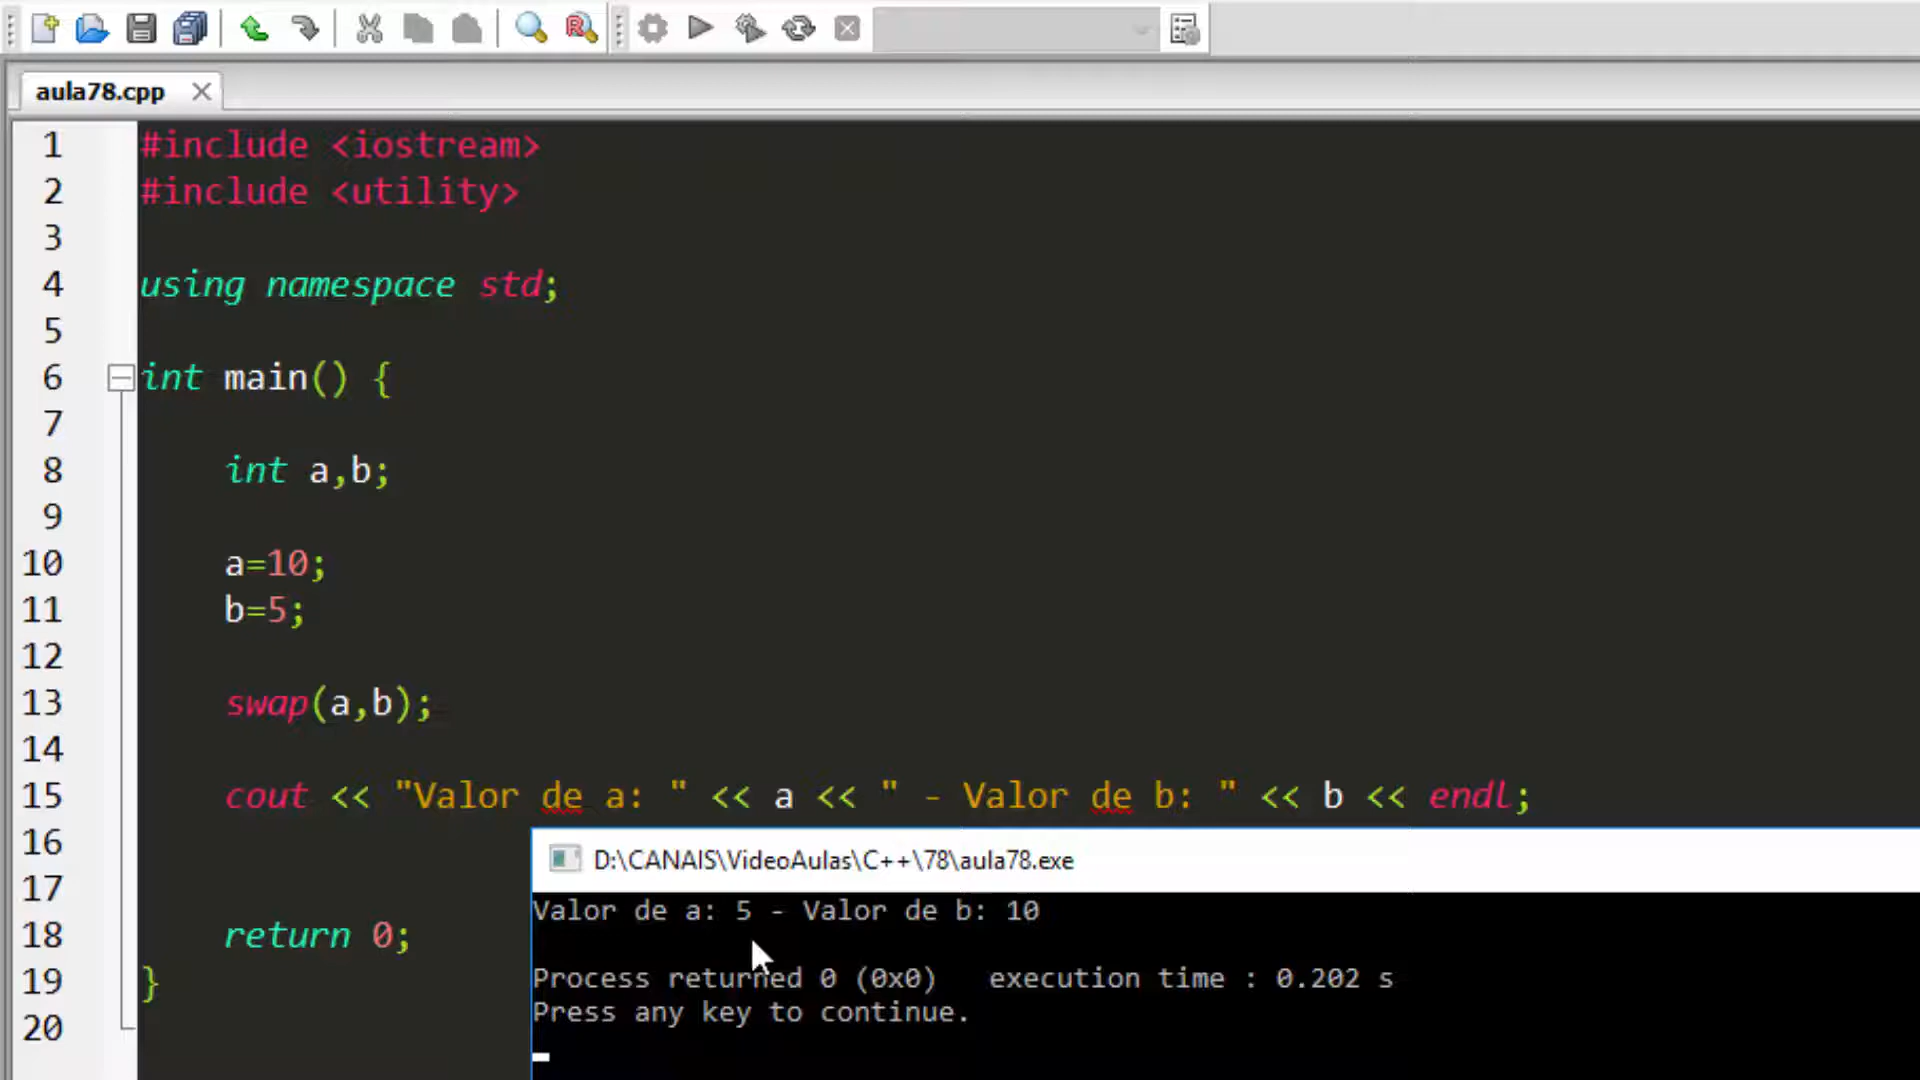 aula78.cpp
1 #include <iostream>
2 #include <utility>
3
4 using namespace std;
5
6 int main() {
7
8 int a,b;
9
10 a=10;
11 b=5;
12
13 swap(a,b);
14
15 cout << "Valor de a: " << a << " - Valor de b: " << b << endl;
16
17
18 return 0;
19 }
20
D:\CANAIS\VideoAulas\C++\78\aula78.exe
Valor de a: 5 - Valor de b: 10
Process returned 0 (0x0) execution time : 0.202 s
Press any key to continue.